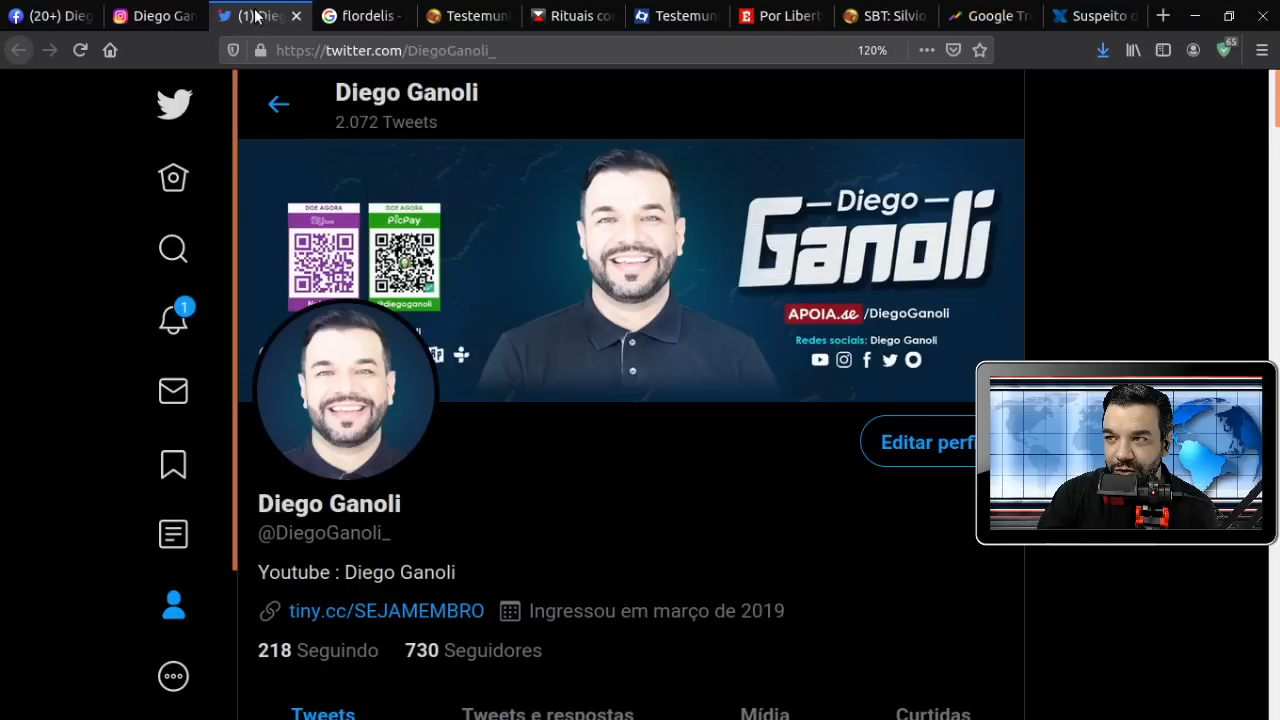 (20+) Dieg
Diego Gan
(1) Dieg
flordelis -
Testemun
Rituais co
Testemun
Por Libert
SBT: Silvio
Google Tr
Suspeito d
https://twitter.com/DiegoGanoli_
120%
65
Diego Ganoli
2.072 Tweets
DOE AGORA
DOE AGORA
PicPay
@diegoganoli
Diego
Ganoli
APOIA.se /DiegoGanoli
Redes sociais: Diego Ganoli
1
Editar perfi
Diego Ganoli
@DiegoGanoli_
Youtube : Diego Ganoli
tiny.cc/SEJAMEMBRO
Ingressou em março de 2019
218 Seguindo 730 Seguidores
Tweets
Tweets e respostas
Mídia
Curtidas